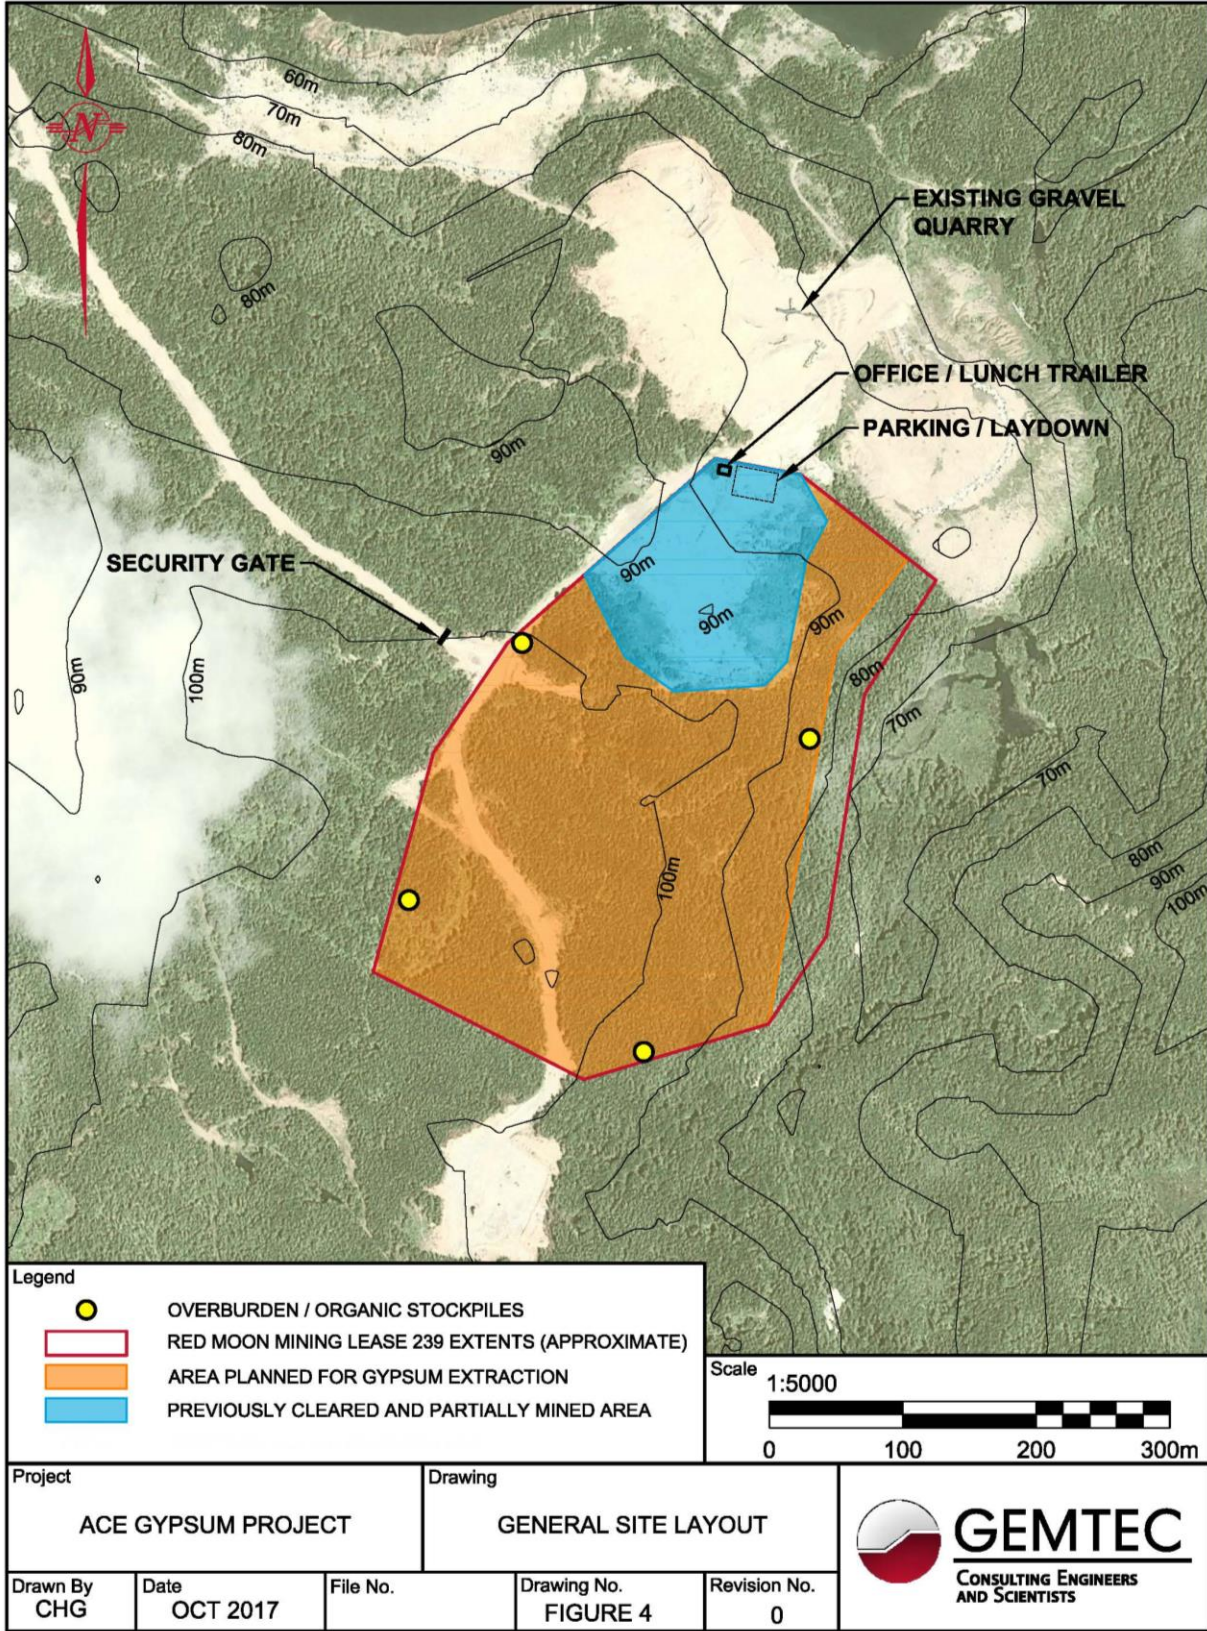 N
60m
70m
80m
EXISTING GRAVEL
QUARRY
80m
OFFICE / LUNCH TRAILER
PARKING / LAYDOWN
90m
SECURITY GATE
90m
90m
90m
80m
90m
100m
70m
70m
80m
90m
100m
100m
Legend
OVERBURDEN / ORGANIC STOCKPILES
RED MOON MINING LEASE 239 EXTENTS (APPROXIMATE)
AREA PLANNED FOR GYPSUM EXTRACTION
PREVIOUSLY CLEARED AND PARTIALLY MINED AREA
Scale
1:5000
0 100 200 300m
Project
ACE GYPSUM PROJECT
Drawing
GENERAL SITE LAYOUT
GEMTEC
CONSULTING ENGINEERS
AND SCIENTISTS
Drawn By
CHG
Date
OCT 2017
File No.
Drawing No.
FIGURE 4
Revision No.
0